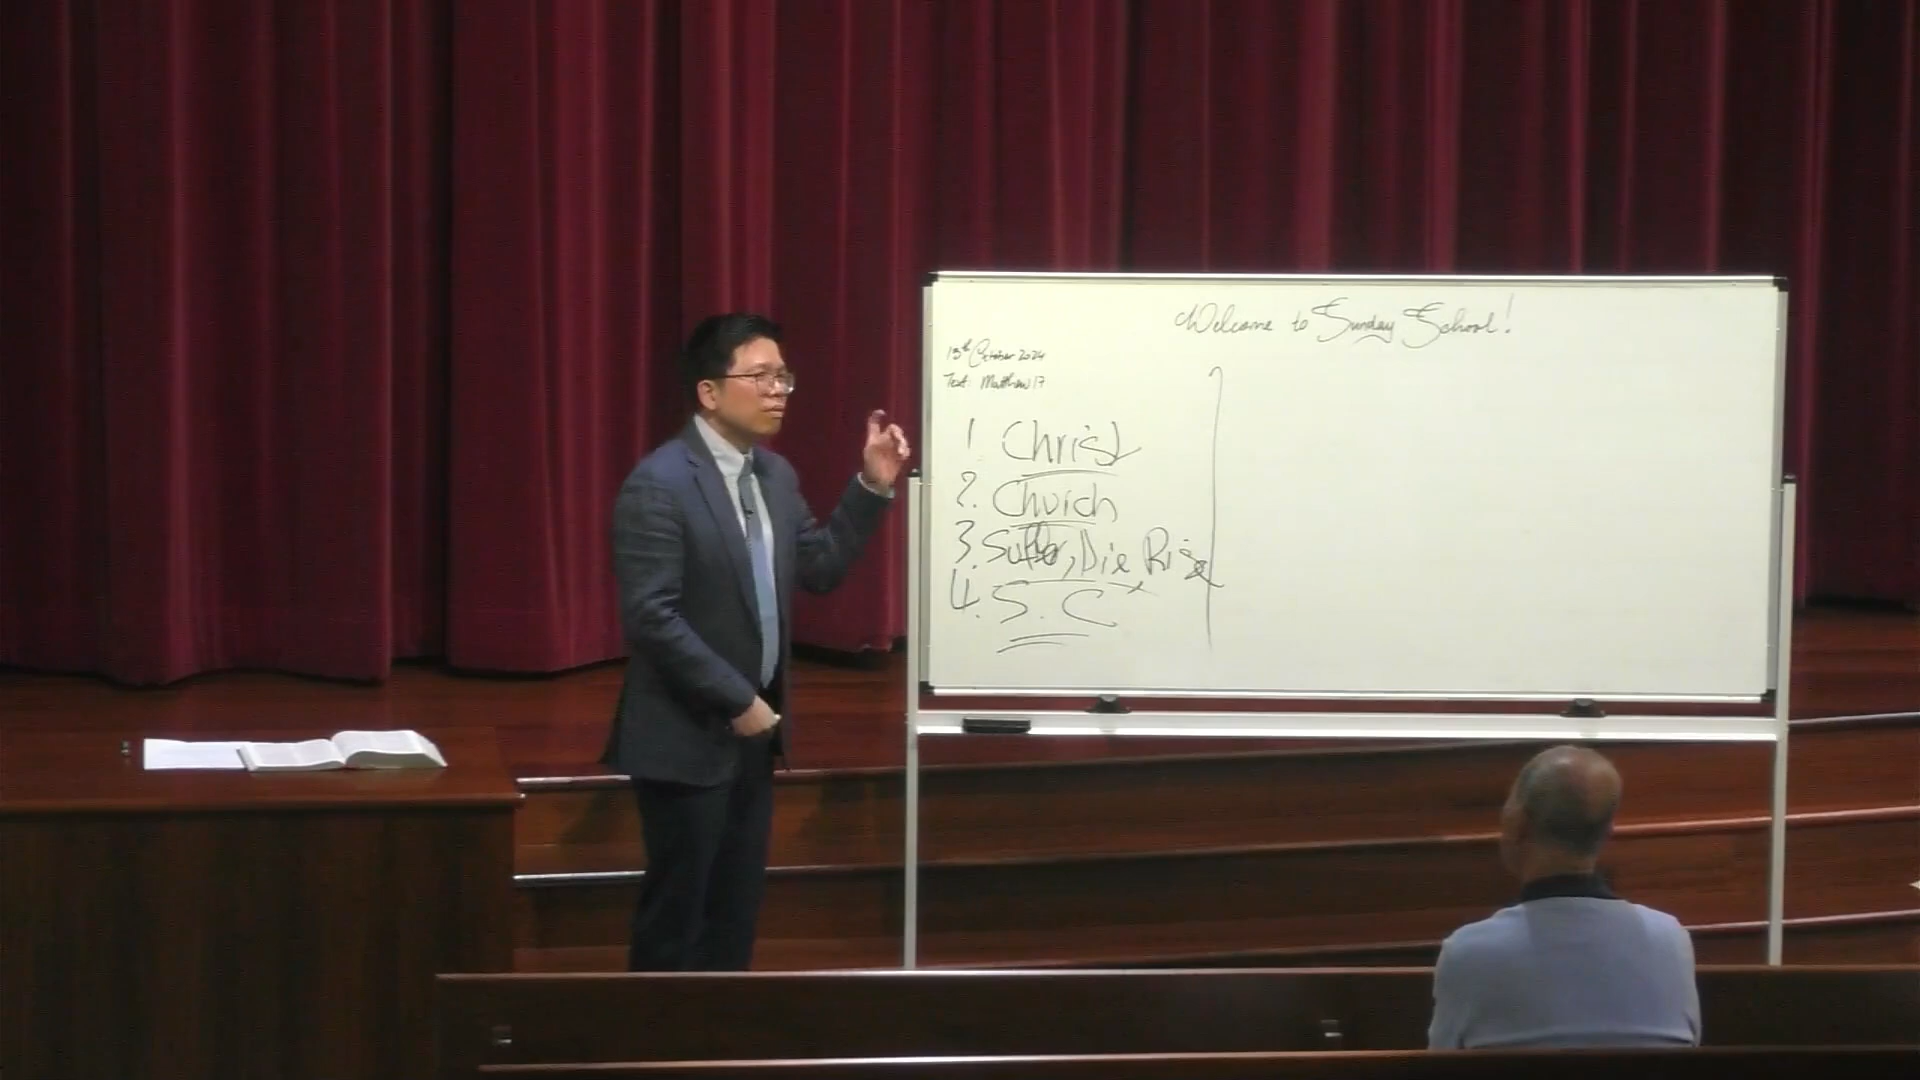 Welcome to Sunday School!
13th October 2024
Text: Matthew 17
1 Christ
2. Church
3. Suffer, Die Rise
4. S. C